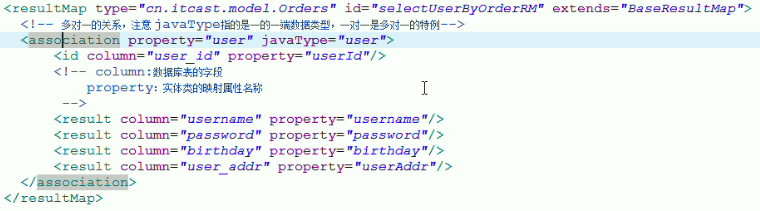 <resultMap type="cn.itcast.model.Orders" id="selectUserByOrderRM" extends="BaseResultMap">
<!-- 多对一的关系，注意 javaType指的是一的一端数据类型，一对一是多对一的特例-->
<association property="user" javaType="user">
<id column="user_id" property="userId"/>
<!-- column:数据库表的字段
property：实体类的映射属性名称
-->
<result column="username" property="username"/>
<result column="password" property="password"/>
<result column="birthday" property="birthday"/>
<result column="user_addr" property="userAddr"/>
</association>
</resultMap>